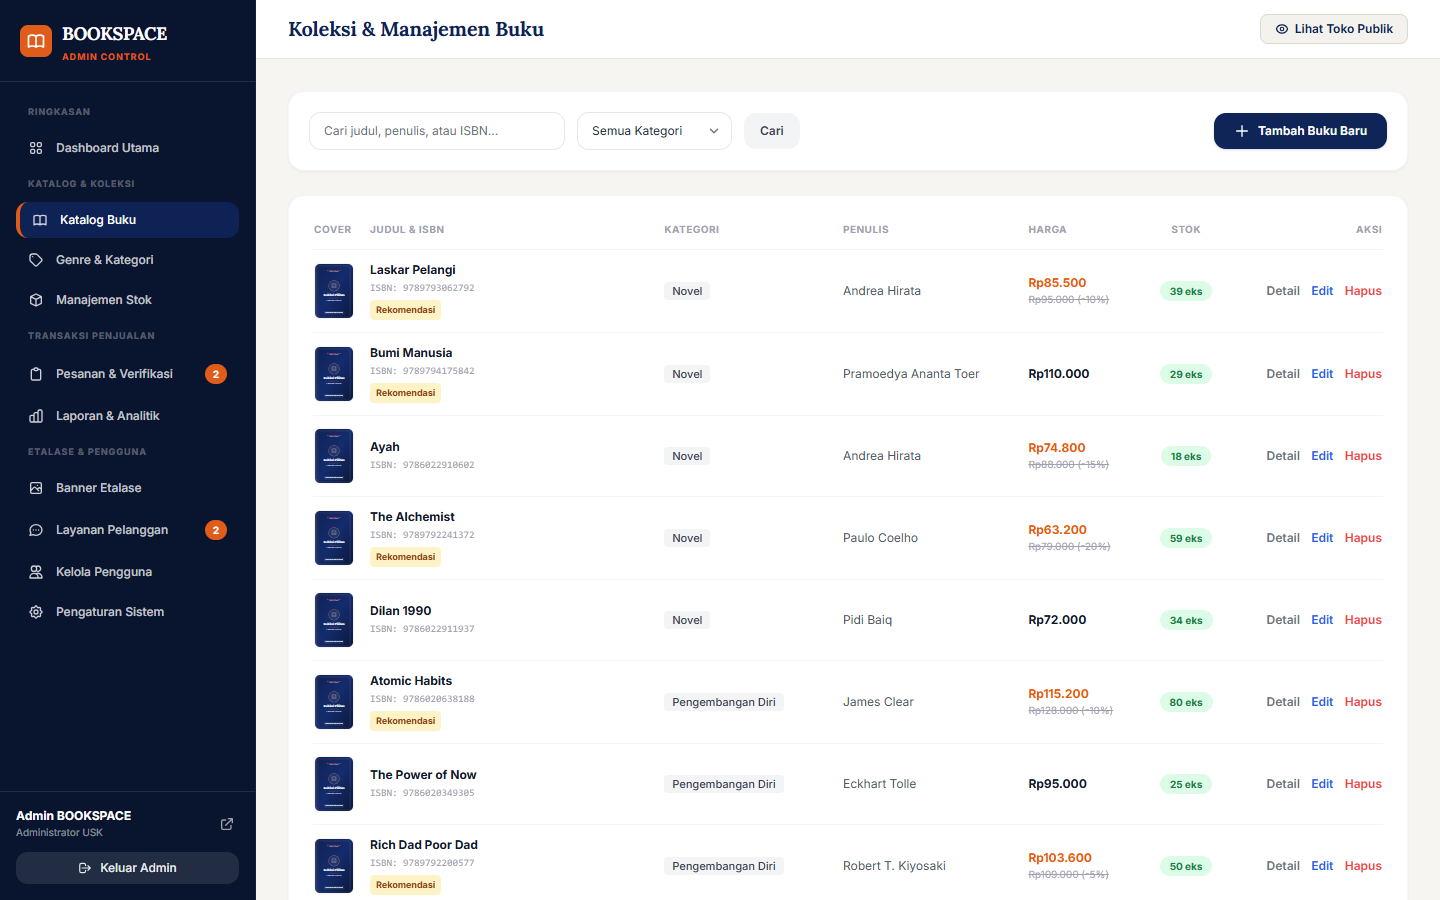 BOOKSPACE
ADMIN CONTROL
RINGKASAN
Dashboard Utama
KATALOG & KOLEKSI
Katalog Buku
Genre & Kategori
Manajemen Stok
TRANSAKSI PENJUALAN
Pesanan & Verifikasi 2
Laporan & Analitik
ETALASE & PENGGUNA
Banner Etalase
Layanan Pelanggan 2
Kelola Pengguna
Pengaturan Sistem
Admin BOOKSPACE
Administrator USK
Keluar Admin
Koleksi & Manajemen Buku
Lihat Toko Publik
Cari judul, penulis, atau ISBN...
Semua Kategori
Cari
Tambah Buku Baru
COVER JUDUL & ISBN KATEGORI PENULIS HARGA STOK AKSI
Laskar Pelangi
ISBN: 9789793062792
Rekomendasi
Novel
Andrea Hirata
Rp85.500
Rp95.000 (-10%)
39 eks
Detail Edit Hapus
Bumi Manusia
ISBN: 9789794175842
Rekomendasi
Novel
Pramoedya Ananta Toer
Rp110.000
29 eks
Detail Edit Hapus
Ayah
ISBN: 9786022910602
Novel
Andrea Hirata
Rp74.800
Rp88.000 (-15%)
18 eks
Detail Edit Hapus
The Alchemist
ISBN: 9789792241372
Rekomendasi
Novel
Paulo Coelho
Rp63.200
Rp79.000 (-20%)
59 eks
Detail Edit Hapus
Dilan 1990
ISBN: 9786022911937
Novel
Pidi Baiq
Rp72.000
34 eks
Detail Edit Hapus
Atomic Habits
ISBN: 9786020638188
Rekomendasi
Pengembangan Diri
James Clear
Rp115.200
Rp128.000 (-10%)
80 eks
Detail Edit Hapus
The Power of Now
ISBN: 9786020349305
Pengembangan Diri
Eckhart Tolle
Rp95.000
25 eks
Detail Edit Hapus
Rich Dad Poor Dad
ISBN: 9789792200577
Rekomendasi
Pengembangan Diri
Robert T. Kiyosaki
Rp103.600
Rp109.000 (-5%)
50 eks
Detail Edit Hapus